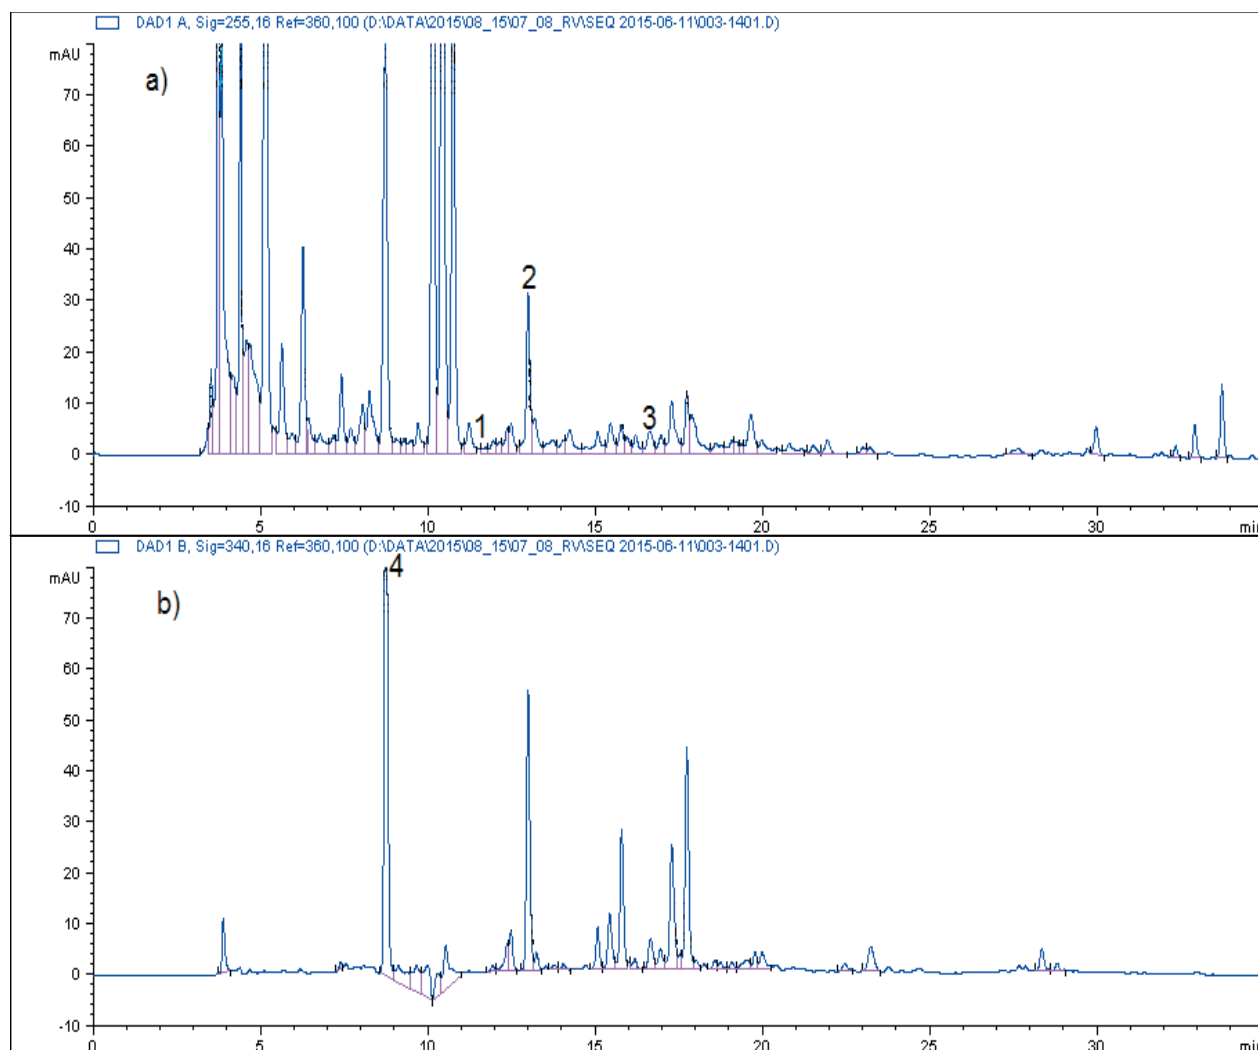 DAD1 A, Sig=255,16 Ref=360,100 (D:\DATA\2015\08_15\07_08_RV\SEQ 2015-06-11\003-1401.D)
mAU
a)
70
60
50
40
30
20
10
0
-10
2
1
3
0 5 10 15 20 25 30 min
DAD1 B, Sig=340,16 Ref=360,100 (D:\DATA\2015\08_15\07_08_RV\SEQ 2015-06-11\003-1401.D)
mAU
4
b)
70
60
50
40
30
20
10
0
-10
0 5 10 15 20 25 30 min